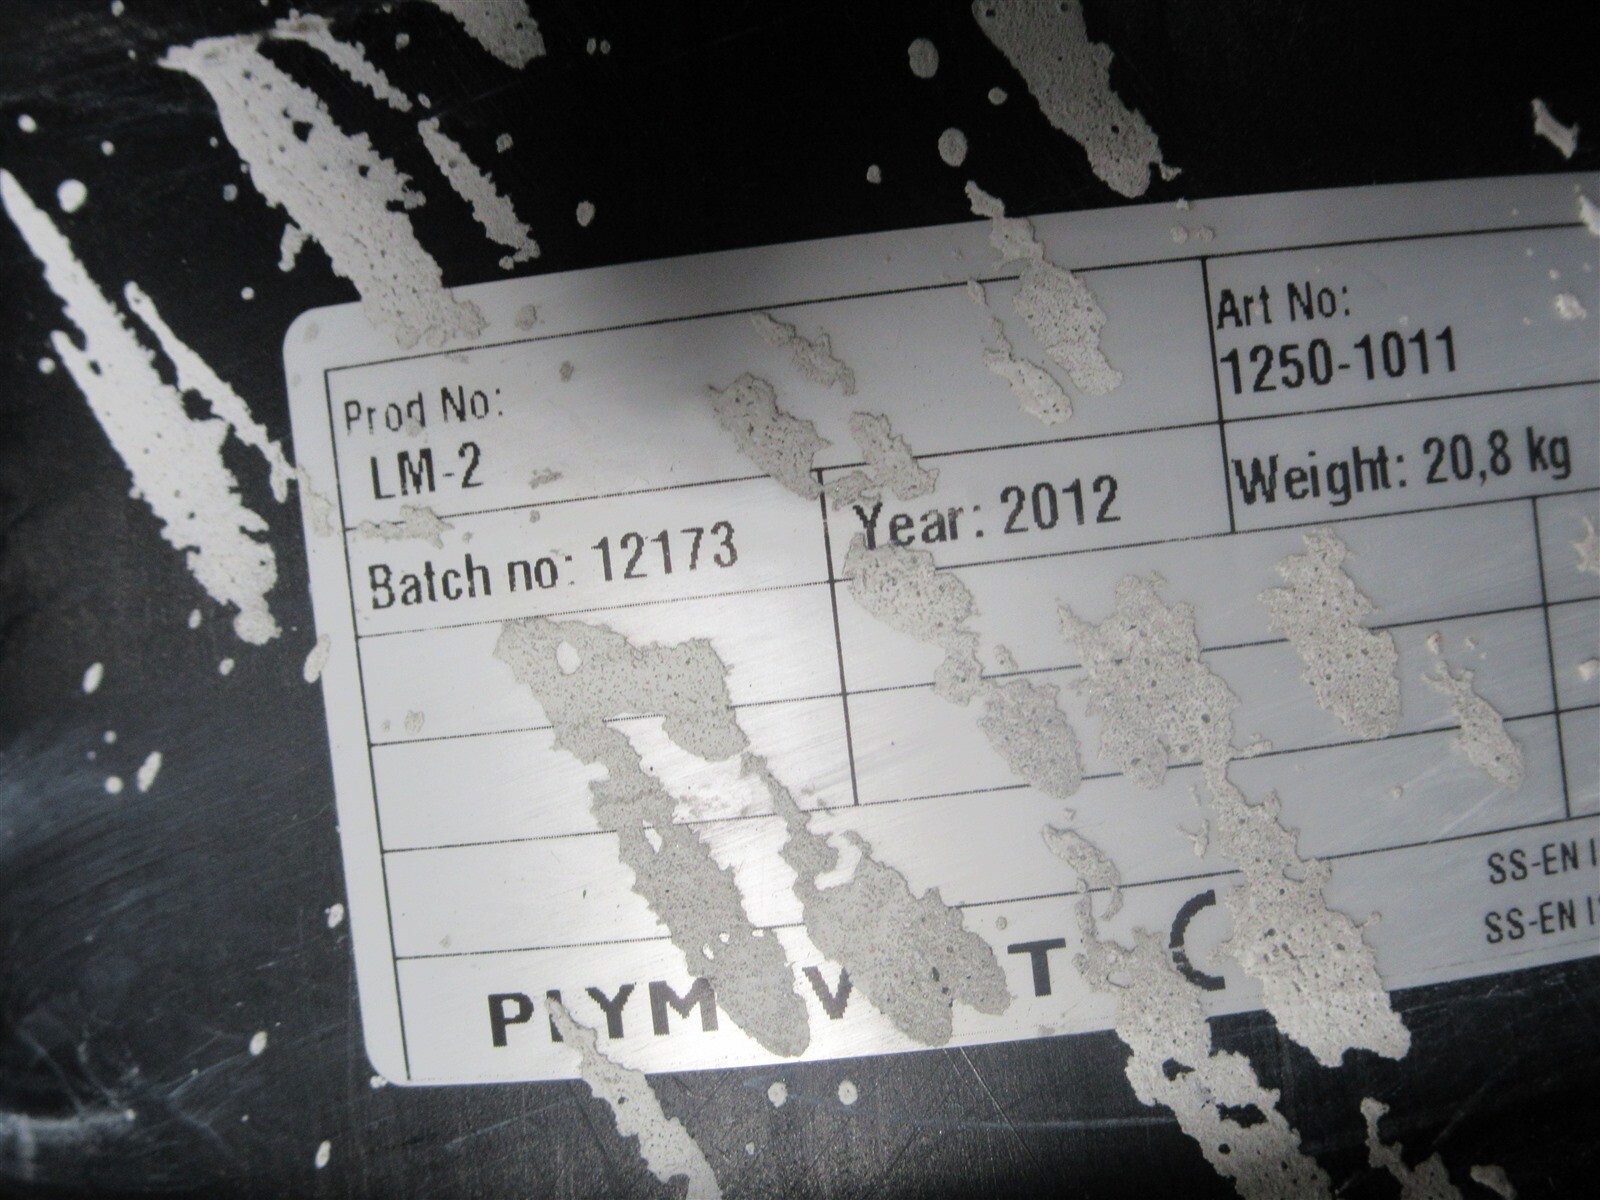 Prod No:
LM-2
Art No:
1250-1011
Batch no: 12173
Year: 2012
Weight: 20,8 kg
SS-EN
SS-EN